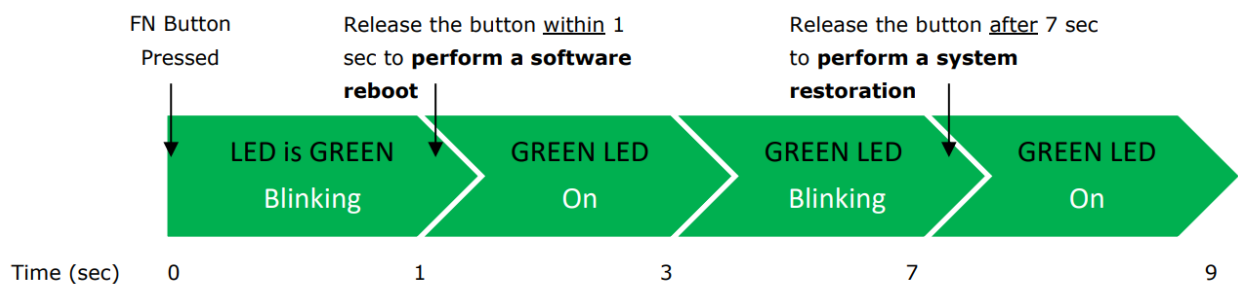 FN Button
Pressed
Release the button within 1
sec to perform a software
reboot
Release the button after 7 sec
to perform a system
restoration
LED is GREEN
Blinking
GREEN LED
On
GREEN LED
Blinking
GREEN LED
On
Time (sec) 0 1 3 7 9